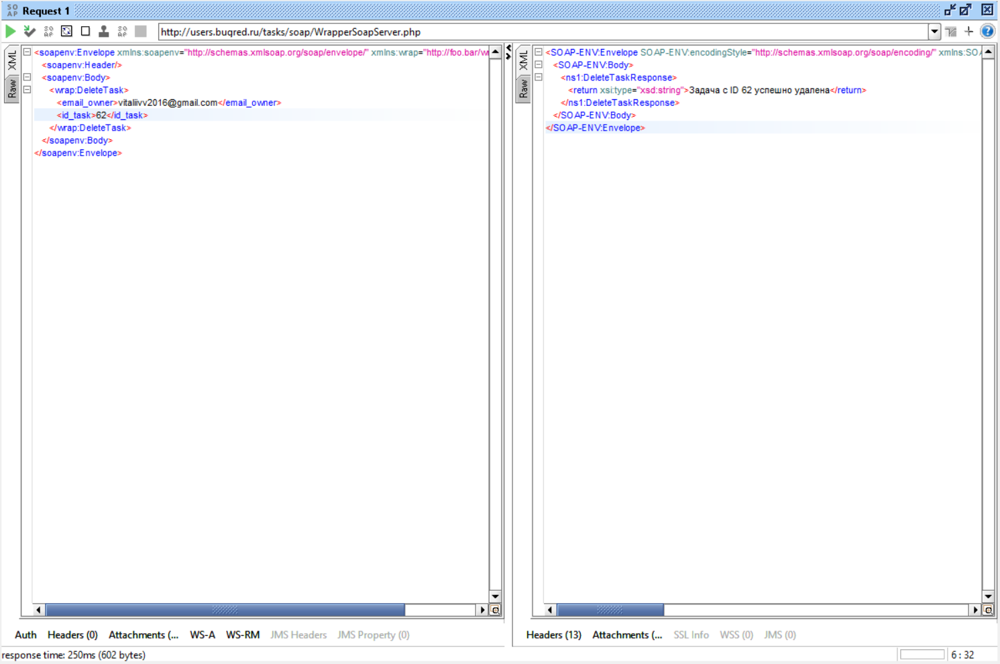 SO AP Request 1
http://users.bugred.ru/tasks/soap/WrapperSoapServer.php
XML
Raw
<soapenv:Envelope xmlns:soapenv="http://schemas.xmlsoap.org/soap/envelope/" xmlns:wrap="http://foo.bar/w
<soapenv:Header/>
<soapenv:Body>
<wrap:DeleteTask>
<email_owner>vitaliivv2016@gmail.com</email_owner>
<id_task>62</id_task>
</wrap:DeleteTask>
</soapenv:Body>
</soapenv:Envelope>
XML
Raw
<SOAP-ENV:Envelope SOAP-ENV:encodingStyle="http://schemas.xmlsoap.org/soap/encoding/" xmlns:SO
<SOAP-ENV:Body>
<ns1:DeleteTaskResponse>
<return xsi:type="xsd:string">Задача с ID 62 успешно удалена</return>
</ns1:DeleteTaskResponse>
</SOAP-ENV:Body>
</SOAP-ENV:Envelope>
Auth Headers (0) Attachments (... WS-A WS-RM JMS Headers JMS Property (0)
Headers (13) Attachments (... SSL Info WSS (0) JMS (0)
response time: 250ms (602 bytes)
6 : 32